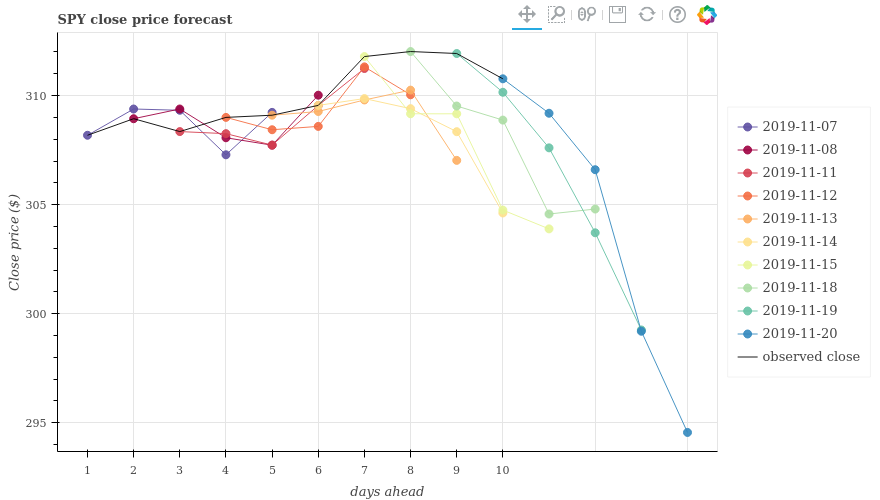 SPY close price forecast
310
305
300
295
Close price ($)
1 2 3 4 5 6 7 8 9 10
days ahead
2019-11-07
2019-11-08
2019-11-11
2019-11-12
2019-11-13
2019-11-14
2019-11-15
2019-11-18
2019-11-19
2019-11-20
observed close